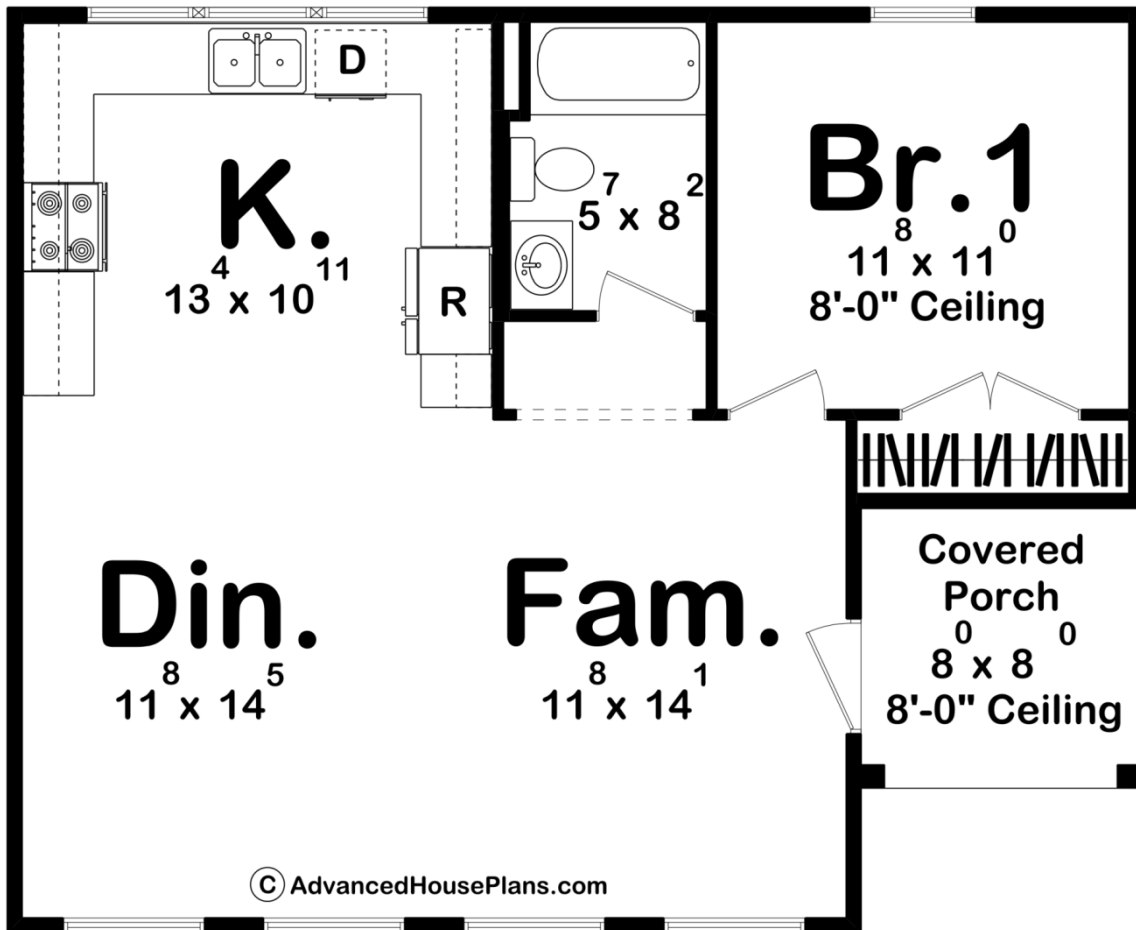 D
K.
13⁴ x 10¹¹
R
5⁷ x 8²
Br.1
11⁸ x 11⁰
8'-0" Ceiling
Din.
11⁸ x 14⁵
Fam.
11⁸ x 14¹
Covered
Porch
8⁰ x 8⁰
8'-0" Ceiling
© AdvancedHousePlans.com